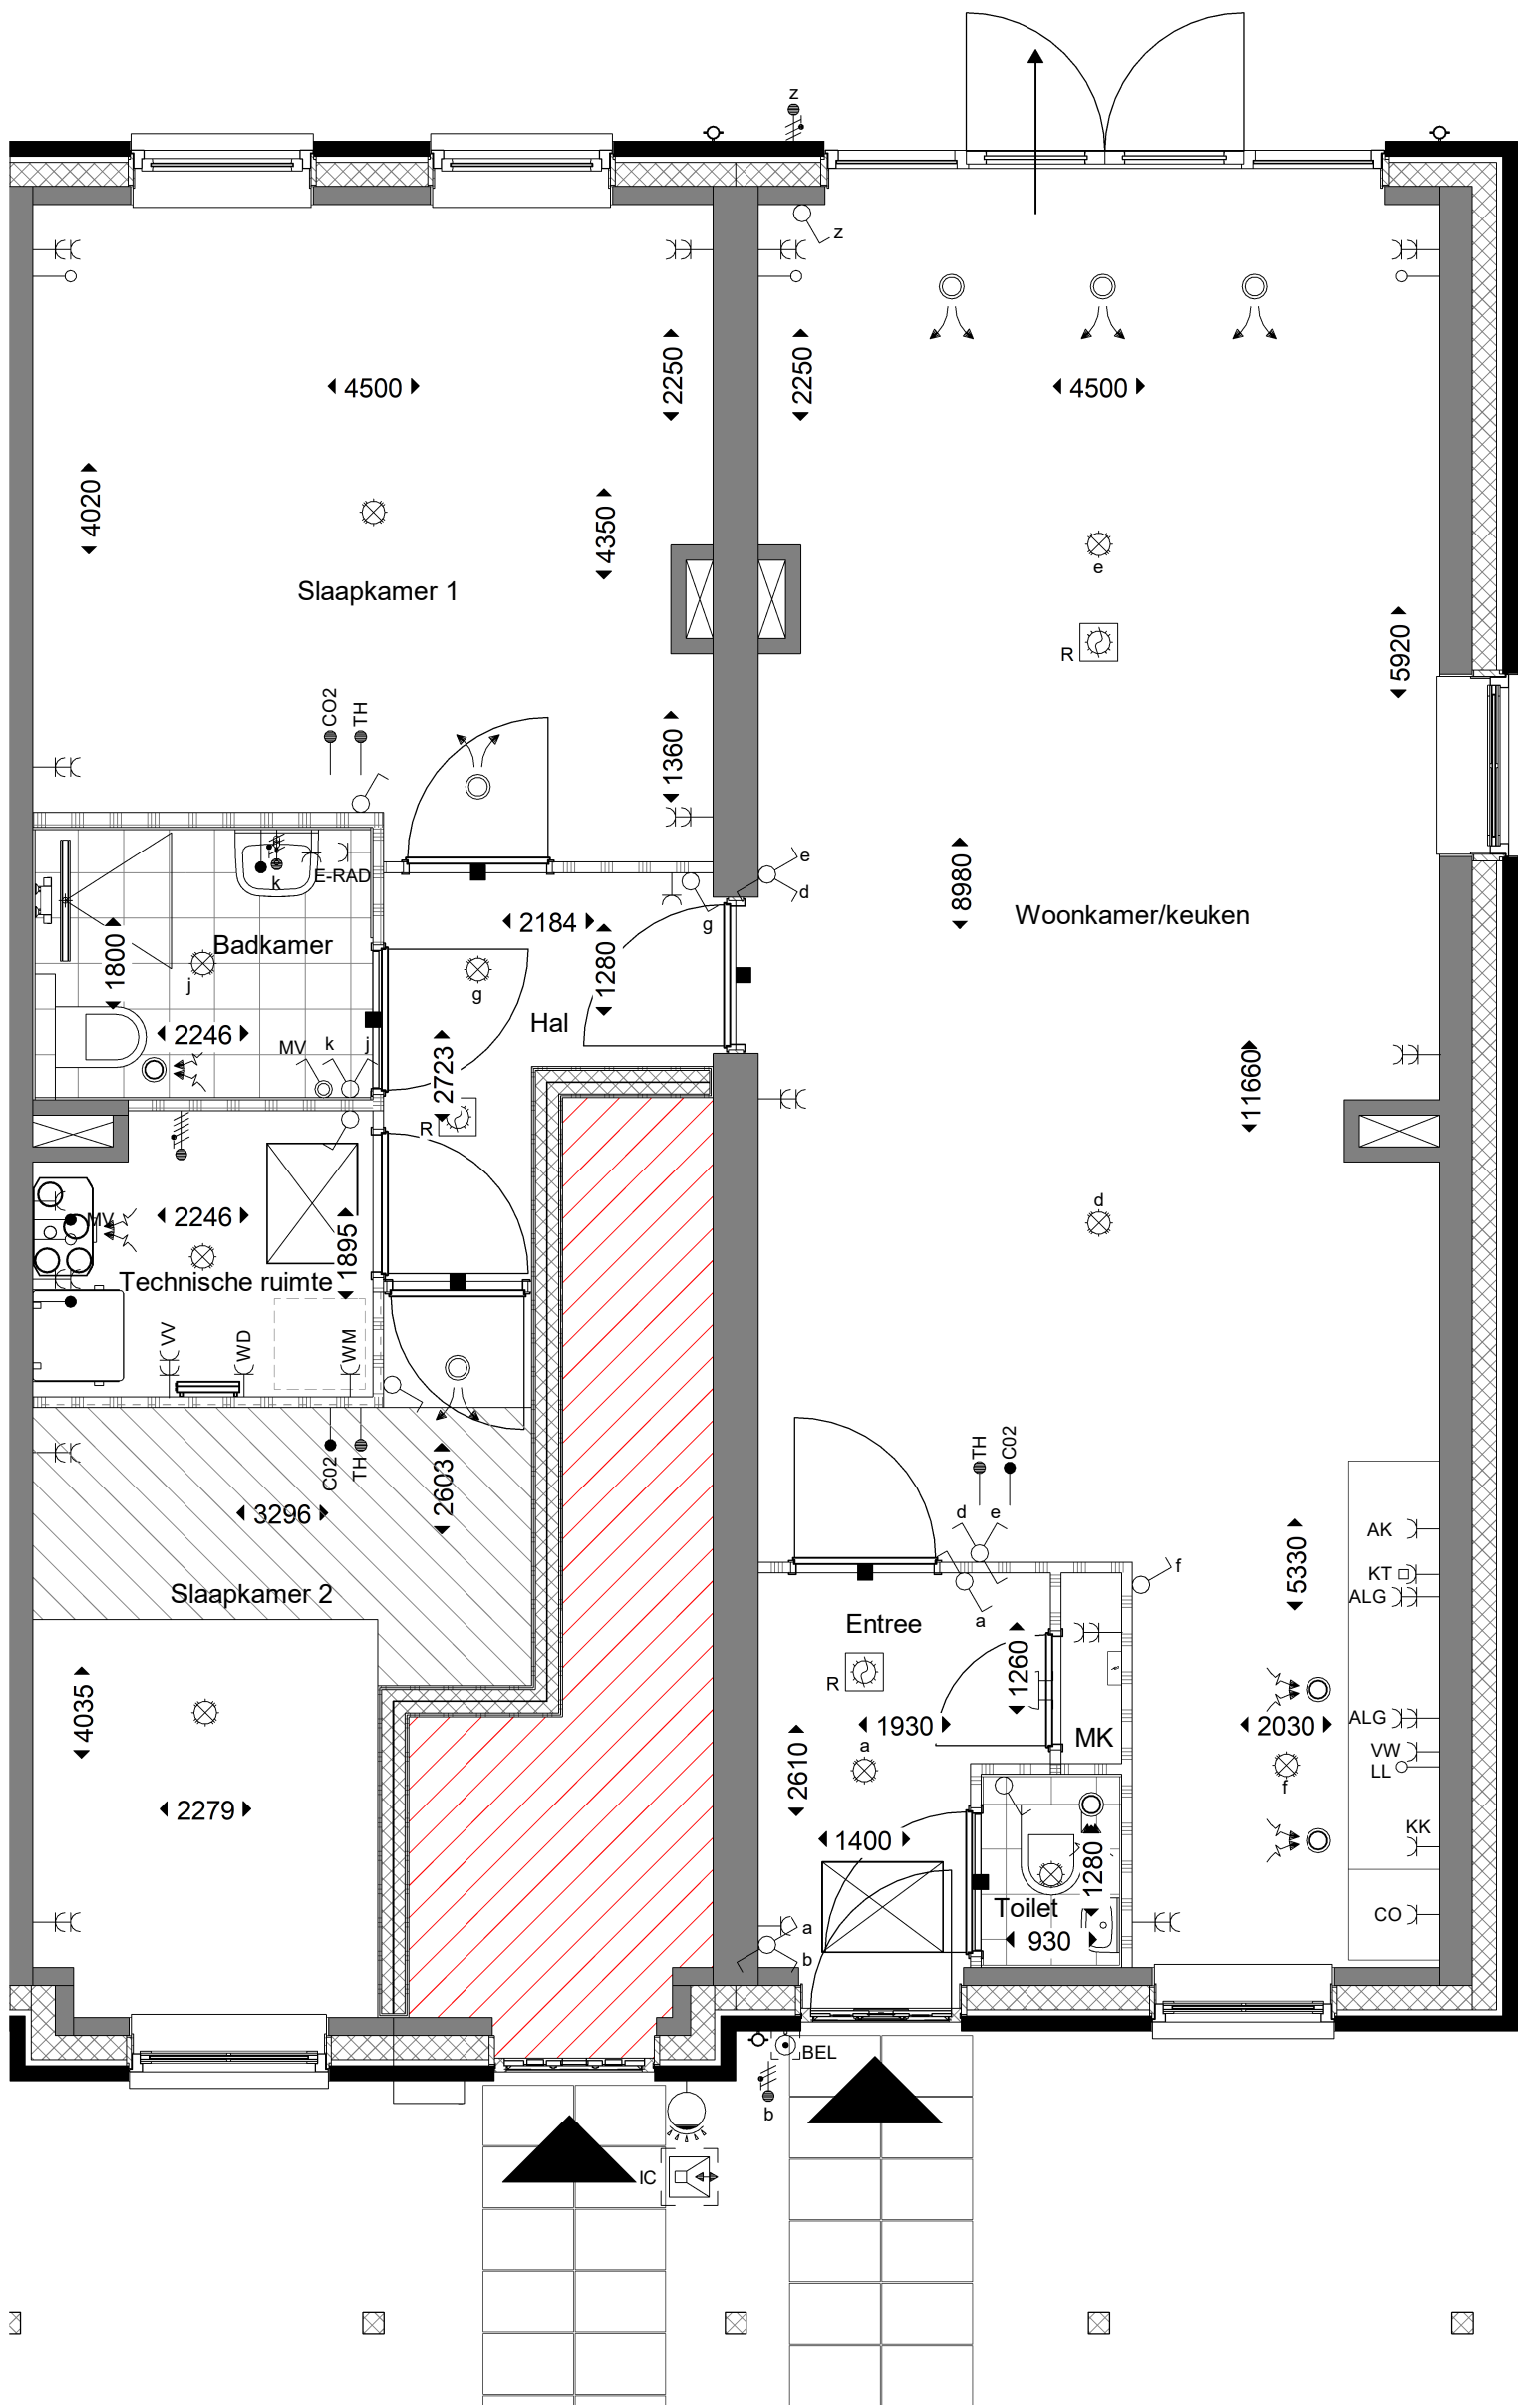 z
z
4500
2250
2250
4500
4020
4350
e
Slaapkamer 1
R
5920
CO2
TH
1360
e
d
k
E-RAD
8980
Woonkamer/keuken
2184
g
1800
Badkamer
1280
j
g
Hal
2246
MV
k
j
2723
11660
R
MV
2246
1895
d
Technische ruimte
VV
WD
WM
C02
TH
2603
TH
C02
3296
d
e
AK
5330
KT
f
ALG
Slaapkamer 2
a
Entree
1260
R
4035
1930
ALG
2030
a
MK
VW
2610
LL
f
2279
KK
1400
1280
Toilet
CO
a
930
b
BEL
b
IC